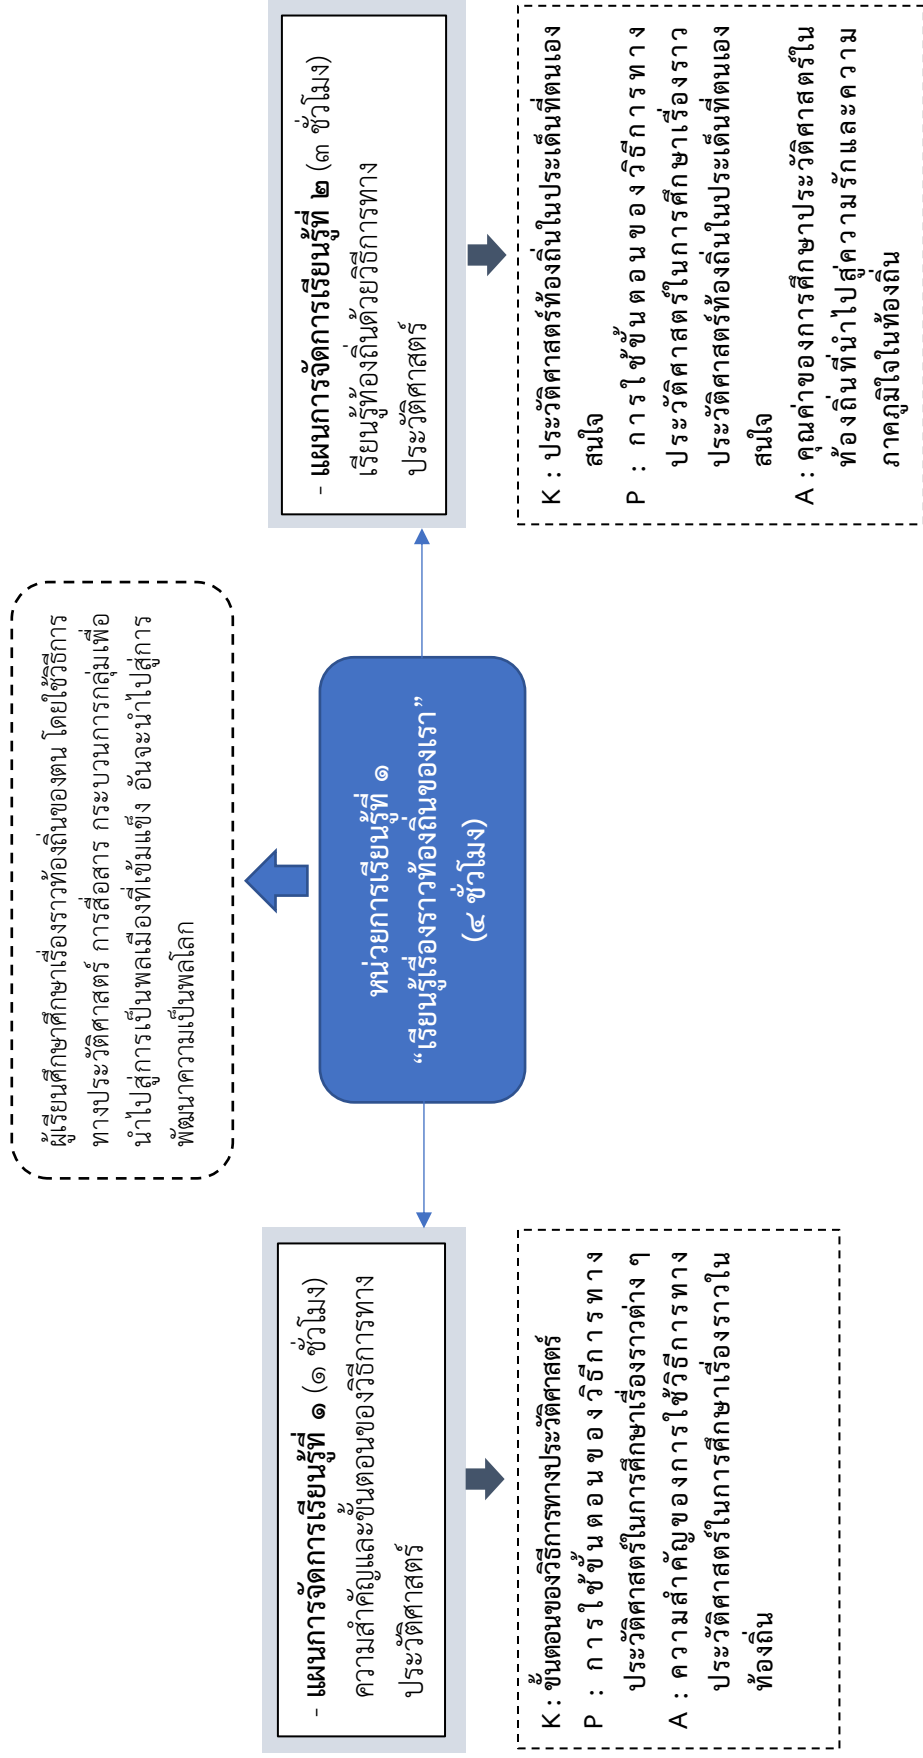 ผู้เรียนศึกษาศึกษาเรื่องราวท้องถิ่นของตน โดยใช้วิธีการ
ทางประวัติศาสตร์ การสื่อสาร กระบวนการกลุ่มเพื่อ
นำไปสู่การเป็นพลเมืองที่เข้มแข็ง อันจะนำไปสู่การ
พัฒนาความเป็นพลโลก
หน่วยการเรียนรู้ที่ ๑
“เรียนรู้เรื่องราวท้องถิ่นของเรา”
(๔ ชั่วโมง)
- แผนการจัดการเรียนรู้ที่ ๑ (๑ ชั่วโมง)
ความสำคัญและขั้นตอนของวิธีการทาง
ประวัติศาสตร์
K : ขั้นตอนของวิธีการทางประวัติศาสตร์
P : การใช้ขั้นตอนของวิธีการทาง
ประวัติศาสตร์ในการศึกษาเรื่องราวต่าง ๆ
A : ความสำคัญของการใช้วิธีการทาง
ประวัติศาสตร์ในการศึกษาเรื่องราวใน
ท้องถิ่น
- แผนการจัดการเรียนรู้ที่ ๒ (๓ ชั่วโมง)
เรียนรู้ท้องถิ่นด้วยวิธีการทาง
ประวัติศาสตร์
K : ประวัติศาสตร์ท้องถิ่นในประเด็นที่ตนเอง
สนใจ
P : การใช้ขั้นตอนของวิธีการทาง
ประวัติศาสตร์ในการศึกษาเรื่องราว
ประวัติศาสตร์ท้องถิ่นในประเด็นที่ตนเอง
สนใจ
A : คุณค่าของการศึกษาประวัติศาสตร์ใน
ท้องถิ่นที่นำไปสู่ความรักและความ
ภาคภูมิใจในท้องถิ่น